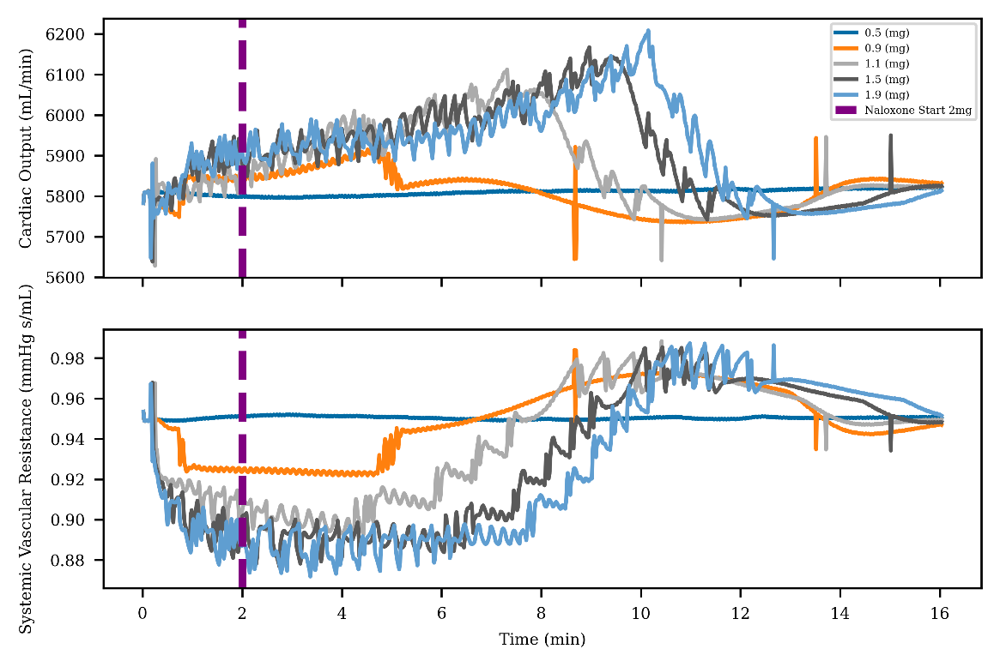 Cardiac Output (mL/min)
6200
6100
6000
5900
5800
5700
5600
0.5 (mg)
0.9 (mg)
1.1 (mg)
1.5 (mg)
1.9 (mg)
Naloxone Start 2mg
Systemic Vascular Resistance (mmHg s/mL)
0.98
0.96
0.94
0.92
0.90
0.88
0 2 4 6 8 10 12 14 16
Time (min)